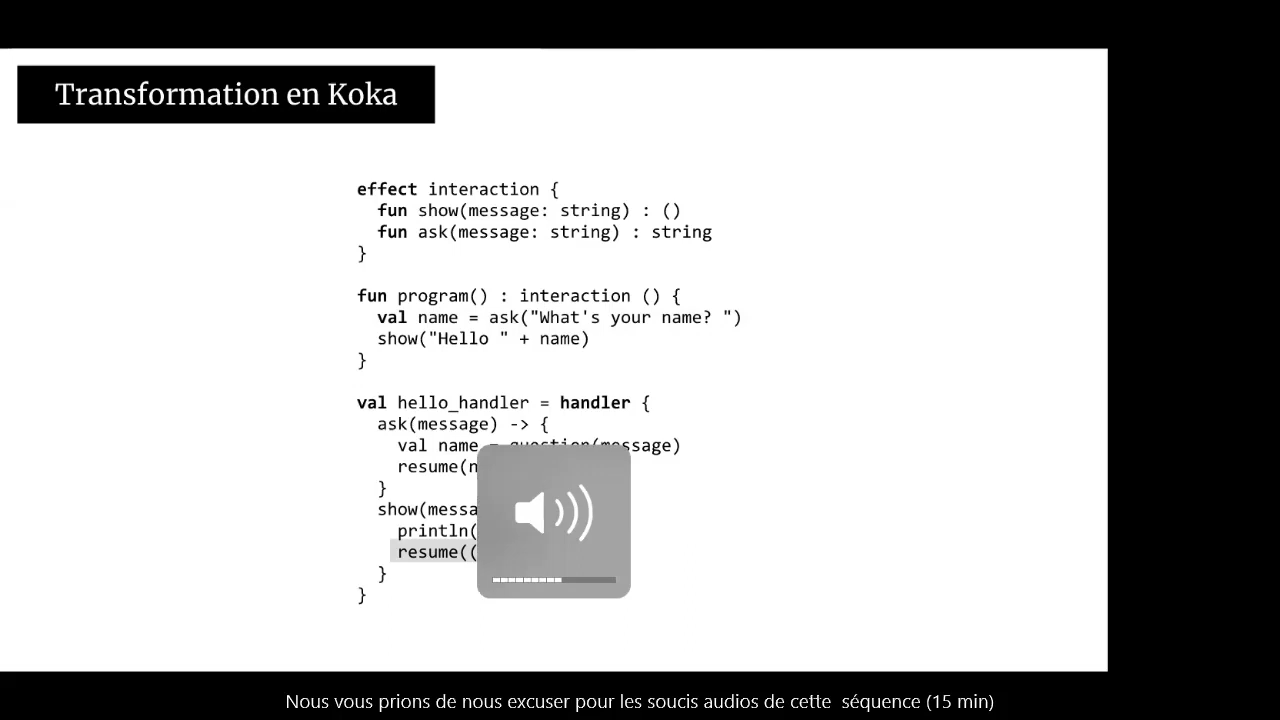 Transformation en Koka
effect interaction {
fun show(message: string) : ()
fun ask(message: string) : string
}
fun program() : interaction () {
val name = ask("What's your name? ")
show("Hello " + name)
}
val hello_handler = handler {
ask(message) -> {
val name = question(message)
resume(
}
show(
println(
resume((
}
}
Nous vous prions de nous excuser pour les soucis audios de cette séquence (15 min)